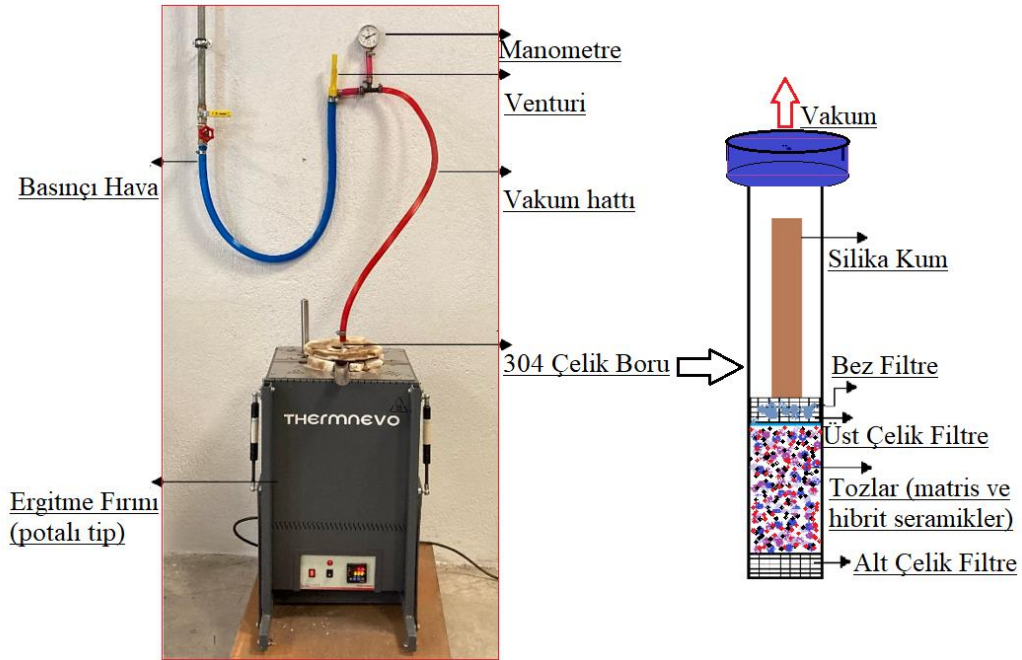 Manometre
Venturi
Basınçı Hava
Vakum hattı
304 Çelik Boru
THERMNEVO
Ergitme Fırını
(potalı tip)
Vakum
Silika Kum
Bez Filtre
Üst Çelik Filtre
Tozlar (matris ve
hibrit seramikler)
Alt Çelik Filtre